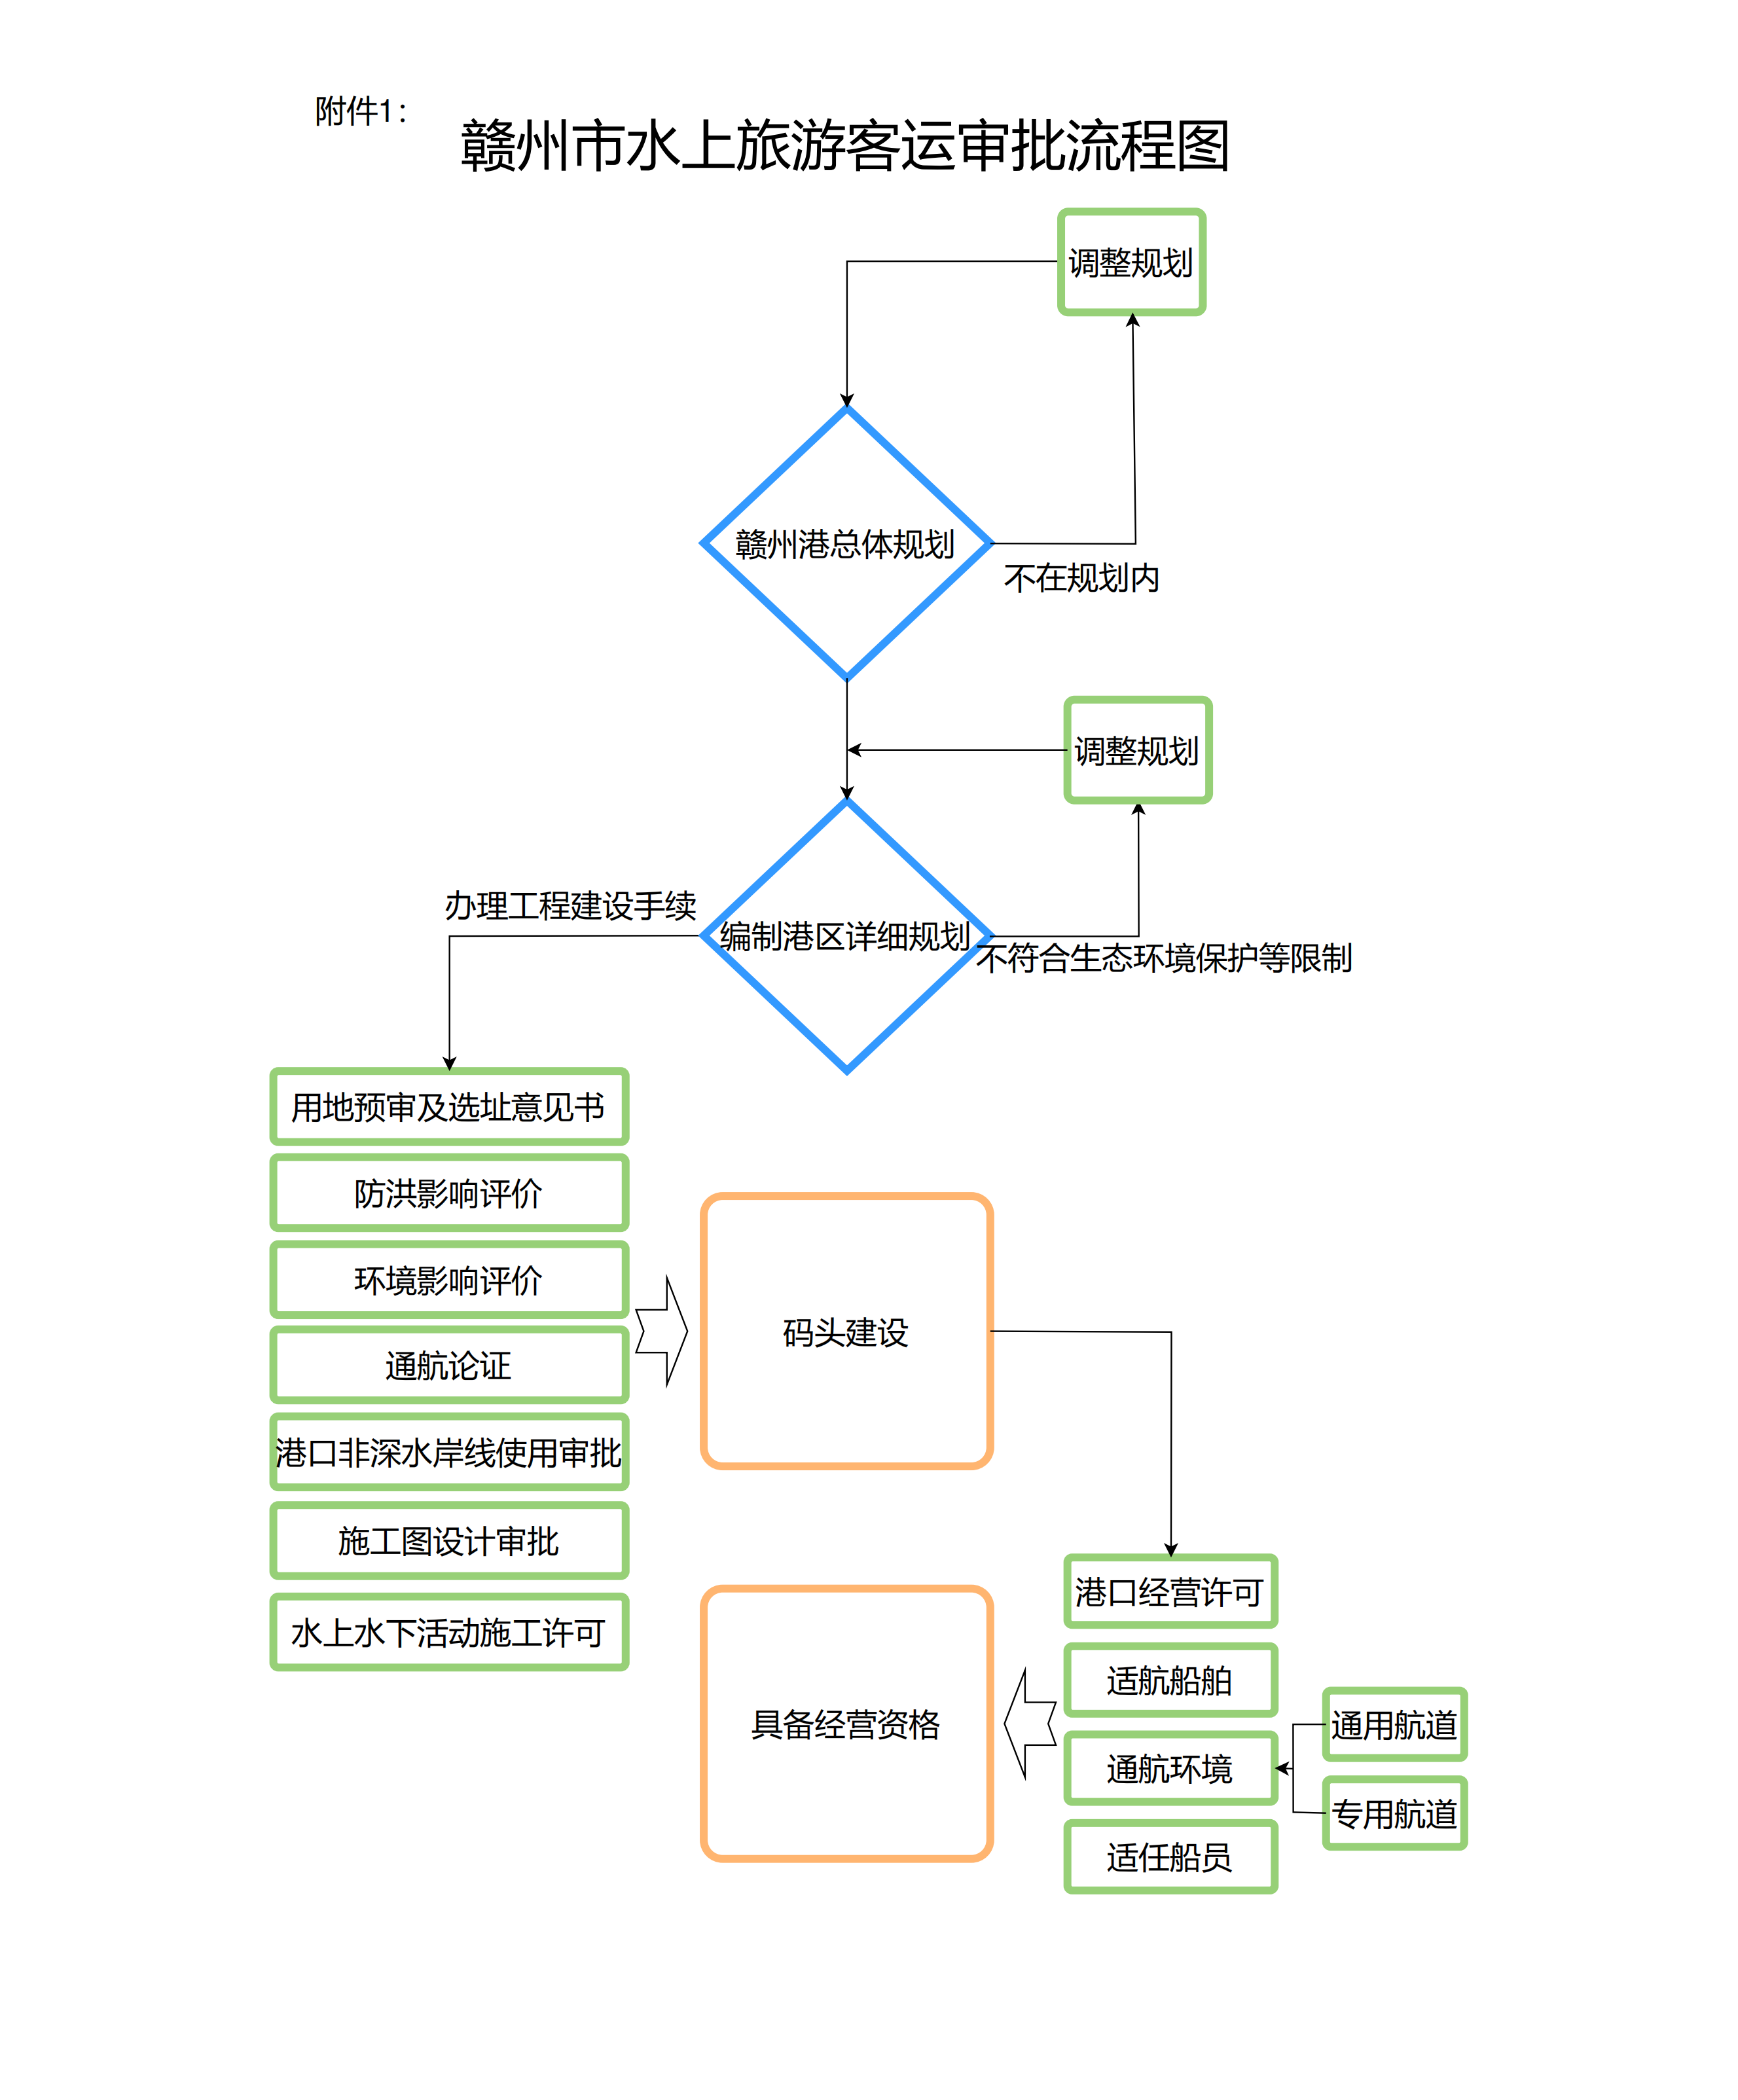 附件1：
赣州市水上旅游客运审批流程图
调整规划
赣州港总体规划
不在规划内
调整规划
办理工程建设手续
编制港区详细规划
不符合生态环境保护等限制
用地预审及选址意见书
防洪影响评价
环境影响评价
通航论证
港口非深水岸线使用审批
施工图设计审批
水上水下活动施工许可
码头建设
港口经营许可
适航船舶
通航环境
适任船员
通用航道
专用航道
具备经营资格